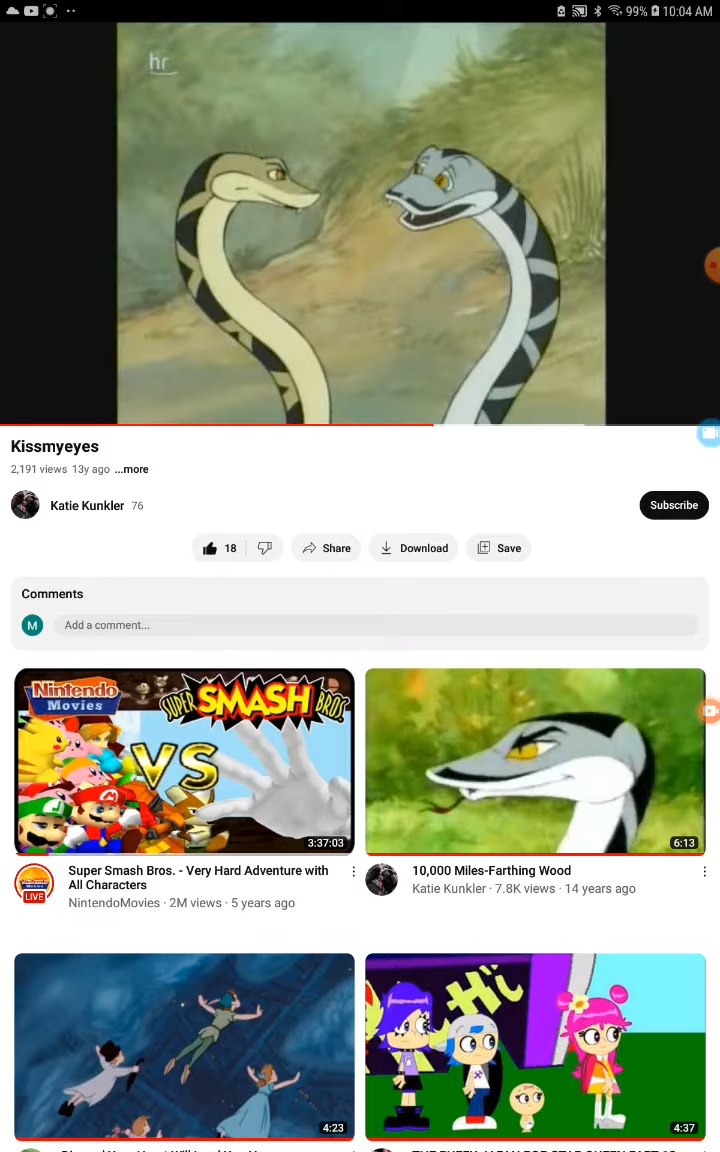 99% 10:04 AM
hr
Kissmyeyes
2,191 views 13y ago ...more
Katie Kunkler 76
Subscribe
18
Share
Download
Save
Comments
M
Add a comment...
Nintendo
Movies
SUPER SMASH BROS.
VS
3:37:03
6:13
LIVE
Super Smash Bros. - Very Hard Adventure with
All Characters
NintendoMovies · 2M views · 5 years ago
10,000 Miles-Farthing Wood
Katie Kunkler · 7.8K views · 14 years ago
Hi
4:23
4:37